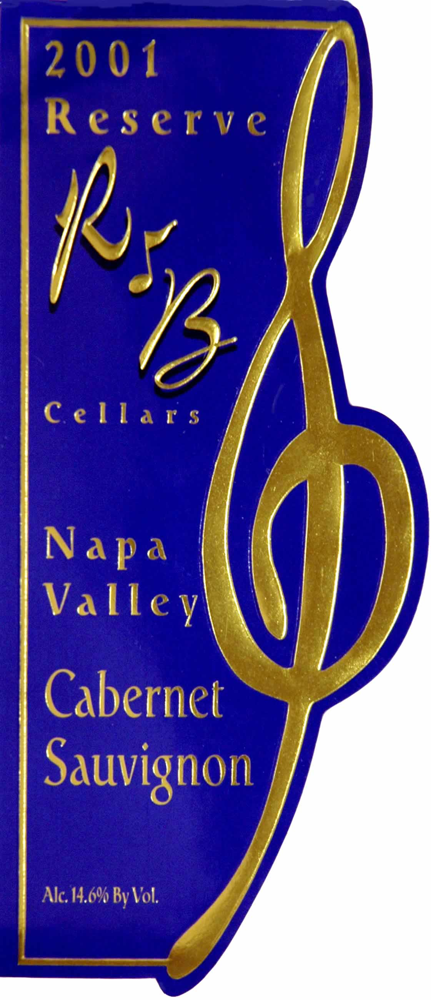 2001
Reserve
R B
Cellars
Napa
Valley
Cabernet
Sauvignon
Alc. 14.6% By Vol.